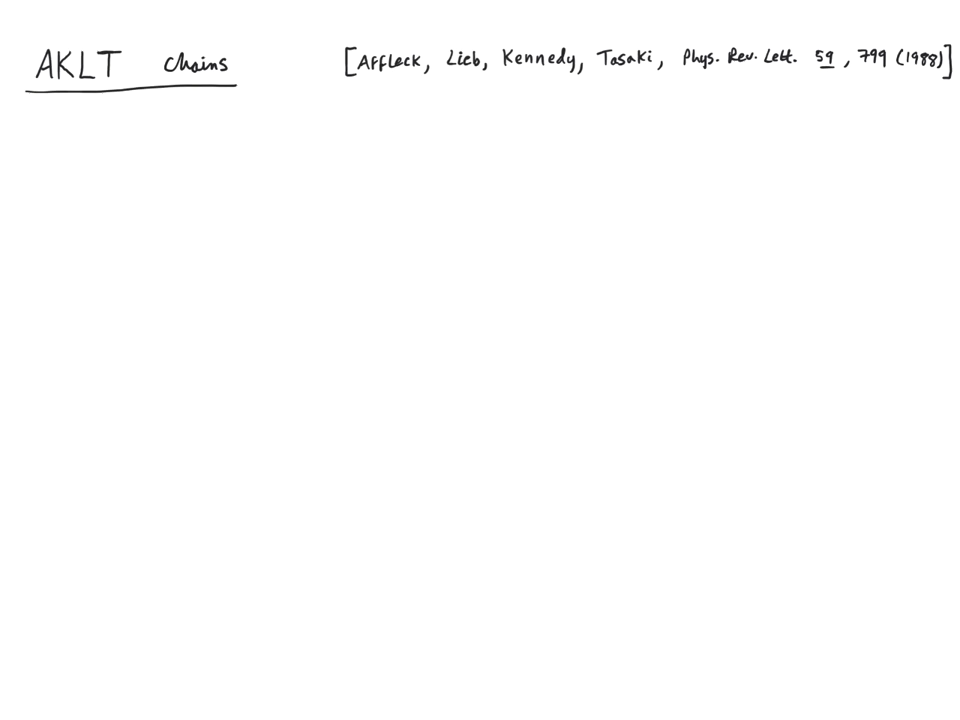 AKLT chains [Affleck, Lieb, Kennedy, Tasaki, Phys. Rev. Lett. 59, 799 (1988)]